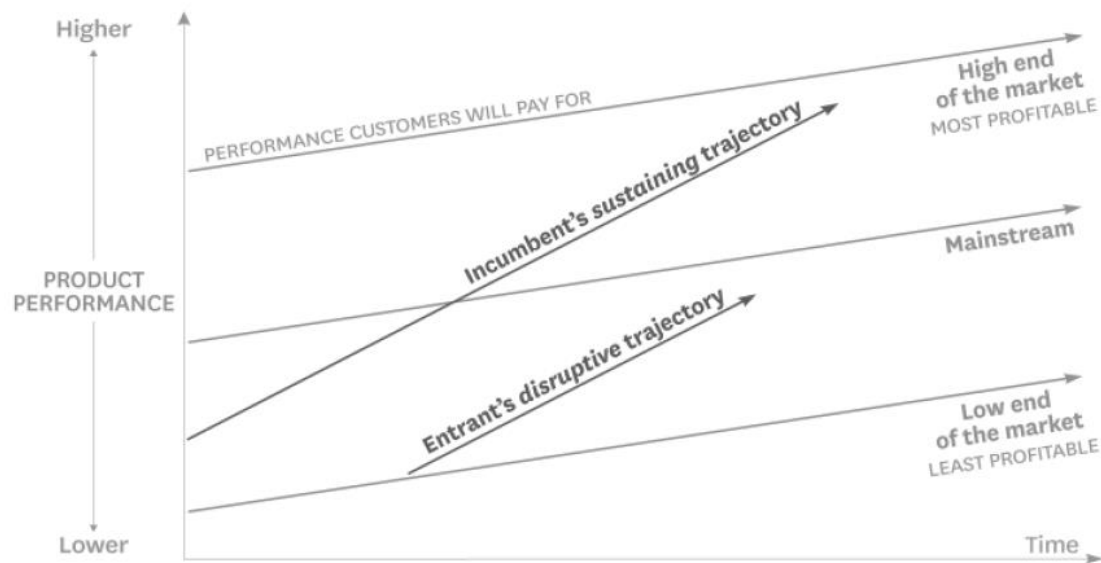 Higher
PERFORMANCE CUSTOMERS WILL PAY FOR
High end
of the market
MOST PROFITABLE
Incumbent's sustaining trajectory
Mainstream
PRODUCT
PERFORMANCE
Entrant's disruptive trajectory
Low end
of the market
LEAST PROFITABLE
Lower
Time